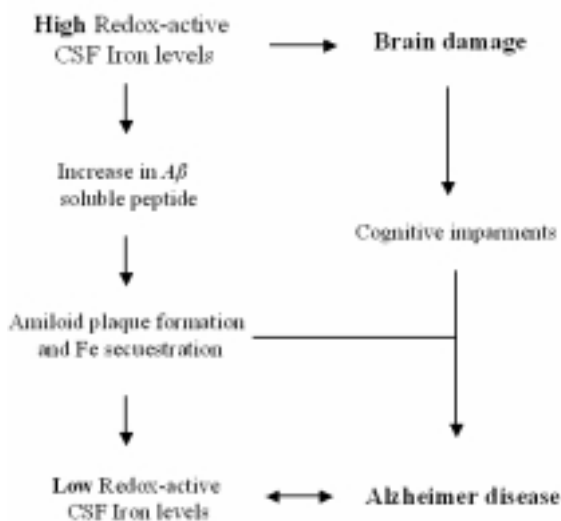 High Redox-active
CSF Iron levels
Brain damage
Increase in Aβ
soluble peptide
Cognitive imparments
Amiloid plaque formation
and Fe secuestration
Low Redox-active
CSF Iron levels
Alzheimer disease